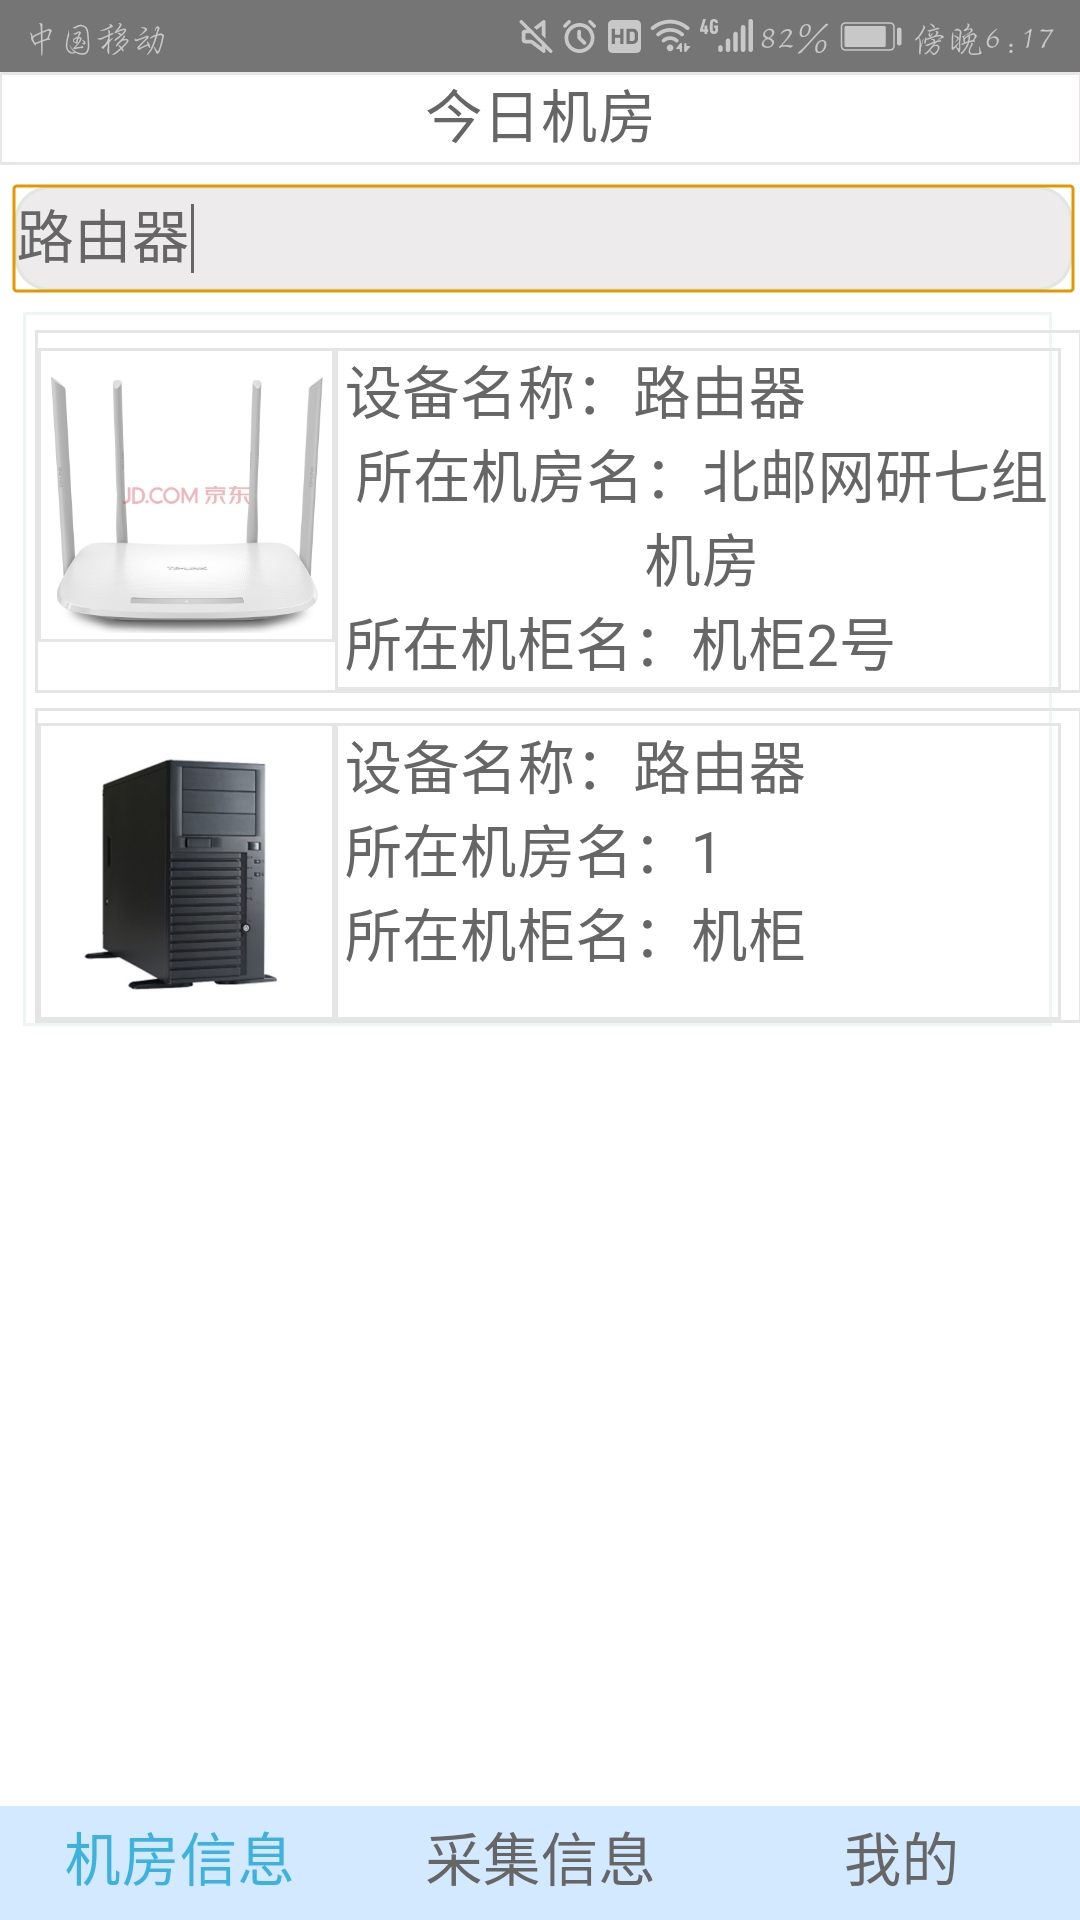 中国移动 HD 4G 82% 傍晚6:17
今日机房
路由器
JD.COM 京东
设备名称：路由器
所在机房名：北邮网研七组
机房
所在机柜名：机柜2号
设备名称：路由器
所在机房名：1
所在机柜名：机柜
机房信息 采集信息 我的